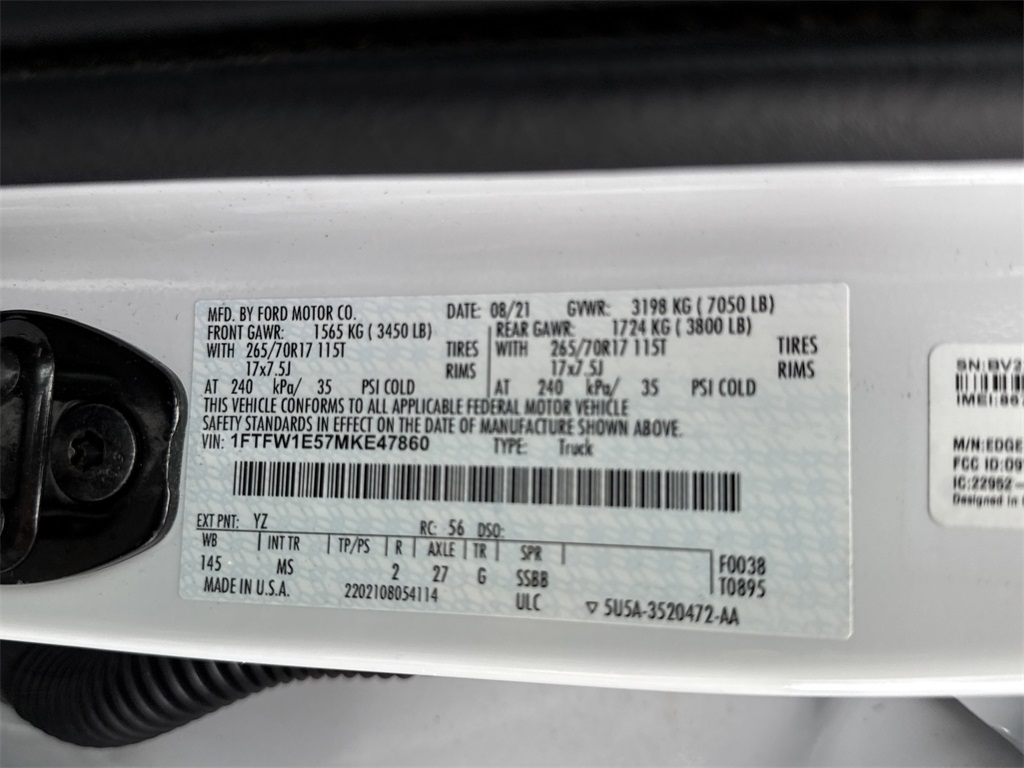 MFD. BY FORD MOTOR CO. DATE: 08/21 GVWR: 3198 KG ( 7050 LB)
FRONT GAWR: 1565 KG ( 3450 LB) REAR GAWR: 1724 KG ( 3800 LB)
WITH 265/70R17 115T TIRES WITH 265/70R17 115T TIRES
17x7.5J RIMS 17x7.5J RIMS
AT 240 kPa/ 35 PSI COLD AT 240 kPa/ 35 PSI COLD
THIS VEHICLE CONFORMS TO ALL APPLICABLE FEDERAL MOTOR VEHICLE
SAFETY STANDARDS IN EFFECT ON THE DATE OF MANUFACTURE SHOWN ABOVE.
VIN: 1FTFW1E57MKE47860 TYPE: Truck
EXT PNT: YZ RC: 56 DSO:
WB INT TR TP/PS R AXLE TR SPR F0038
145 MS 2 27 G SSBB T0895
MADE IN U.S.A. 2202108054114 ULC 5U5A-3520472-AA
SN:BV2
IMEI:867
M/N:EDGE
FCC ID:09
IC:22962-
Designed in